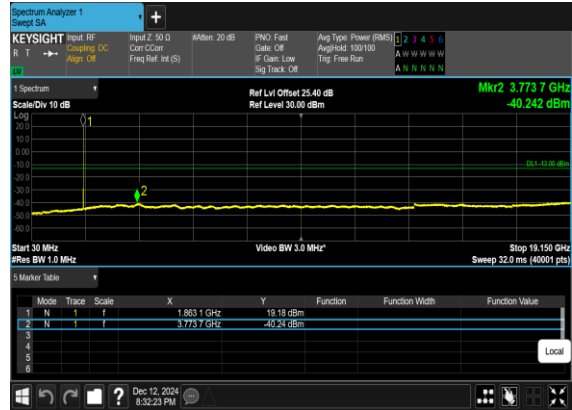 Spectrum Analyzer 1
Swept SA
+
KEYSIGHT Input: RF Input Z: 50 Ω #Atten: 20 dB PNO: Fast Avg Type: Power (RMS) 1 2 3 4 5 6
R T Coupling: DC Corr CCorr Gate: Off Avg|Hold: 100/100 A W W W W W
Align: Off Freq Ref: Int (S) IF Gain: Low Trig: Free Run
Sig Track: Off A N N N N N
1 Spectrum Ref Lvl Offset 25.40 dB Mkr2 3.773 7 GHz
Scale/Div 10 dB Ref Level 30.00 dBm -40.242 dBm
Log
1
20.0
10.0
0.00
-10.0 DL1 -13.00 dBm
-20.0
-30.0 2
-40.0
-50.0
-60.0
Start 30 MHz Video BW 3.0 MHz* Stop 19.150 GHz
#Res BW 1.0 MHz Sweep 32.0 ms (40001 pts)
5 Marker Table
Mode Trace Scale X Y Function Function Width Function Value
1 N 1 f 1.863 1 GHz 19.18 dBm
2 N 1 f 3.773 7 GHz -40.24 dBm
3
4
5
6
Local
? Dec 12, 2024
8:32:23 PM